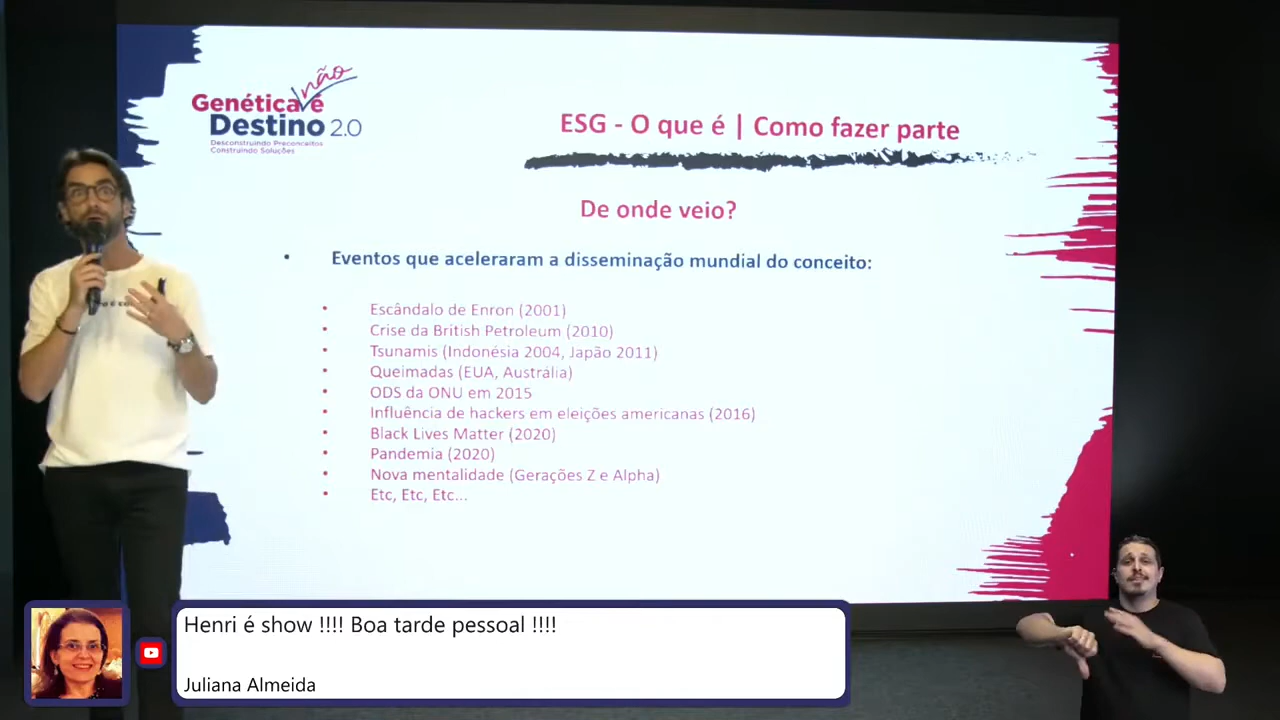 não
Genética é
Destino 2.0
Desconstruindo Preconceitos
Construindo Soluções
ESG - O que é | Como fazer parte
De onde veio?
• Eventos que aceleraram a disseminação mundial do conceito:
• Escândalo de Enron (2001)
• Crise da British Petroleum (2010)
• Tsunamis (Indonésia 2004, Japão 2011)
• Queimadas (EUA, Austrália)
• ODS da ONU em 2015
• Influência de hackers em eleições americanas (2016)
• Black Lives Matter (2020)
• Pandemia (2020)
• Nova mentalidade (Gerações Z e Alpha)
• Etc, Etc, Etc...
Henri é show !!!! Boa tarde pessoal !!!!
Juliana Almeida